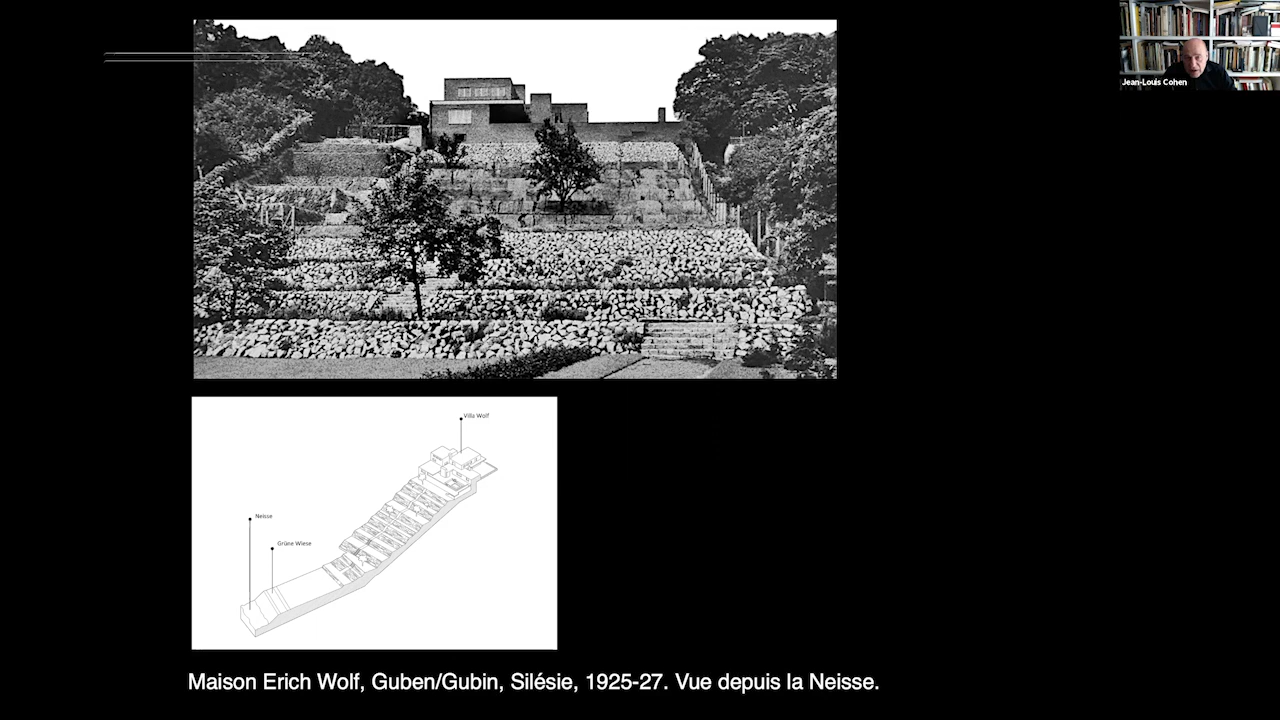 Jean-Louis Cohen
Villa Wolf
Neisse
Grüne Wiese
Maison Erich Wolf, Guben/Gubin, Silésie, 1925-27. Vue depuis la Neisse.